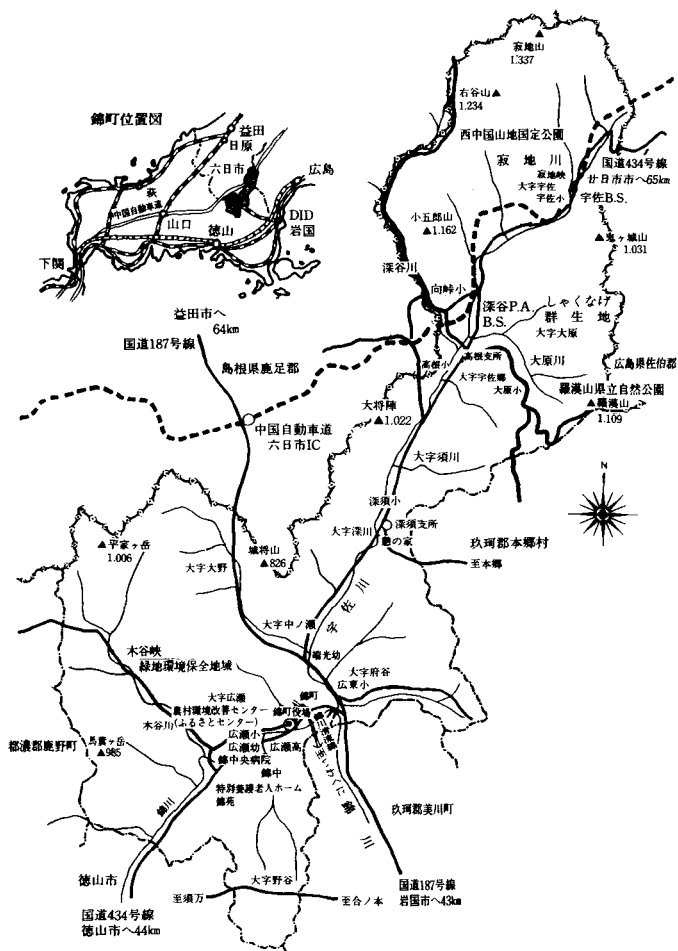 錦町位置図
益田
日原
六日市
広島
萩
中国自動車道
山口
DID
岩国
徳山
下関
寂地山
1.337
右谷山
1.234
西中国山地国定公園
寂地川
国道434号線
廿日市市へ65km
寂地峡
大字宇佐
宇佐小
宇佐B.S.
小五郎山
1.162
鬼ヶ城山
1.031
深谷川
向峠小
深谷P.A.
B.S.
しゃくなげ
群生地
大字大原
益田市へ
64km
国道187号線
島根県鹿足郡
高根小
高根支所
大原川
広島県佐伯郡
大字宇佐郷
大原小
羅漢山県立自然公園
羅漢山
1.109
大将陣
1.022
中国自動車道
六日市IC
大字須川
N
深須小
大字深川
深須支所
の家
玖珂郡本郷村
至本郷
平家ヶ岳
1.006
城将山
826
大字大野
宇佐川
大字中ノ瀬
木谷峡
緑地環境保全地域
端光幼
大字府谷
広東小
大字広瀬
農村環境改善センター
(ふるさとセンター)
錦町
錦町役場
木谷川
広瀬小
広瀬幼
広瀬高
都濃郡鹿野町
馬糞ヶ岳
985
錦中央病院
錦中
至いわくに
特別養護老人ホーム
錦苑
錦川
錦川
玖珂郡美川町
徳山市
大字野谷
至須万
至合ノ本
国道434号線
徳山市へ44km
国道187号線
岩国市へ43km